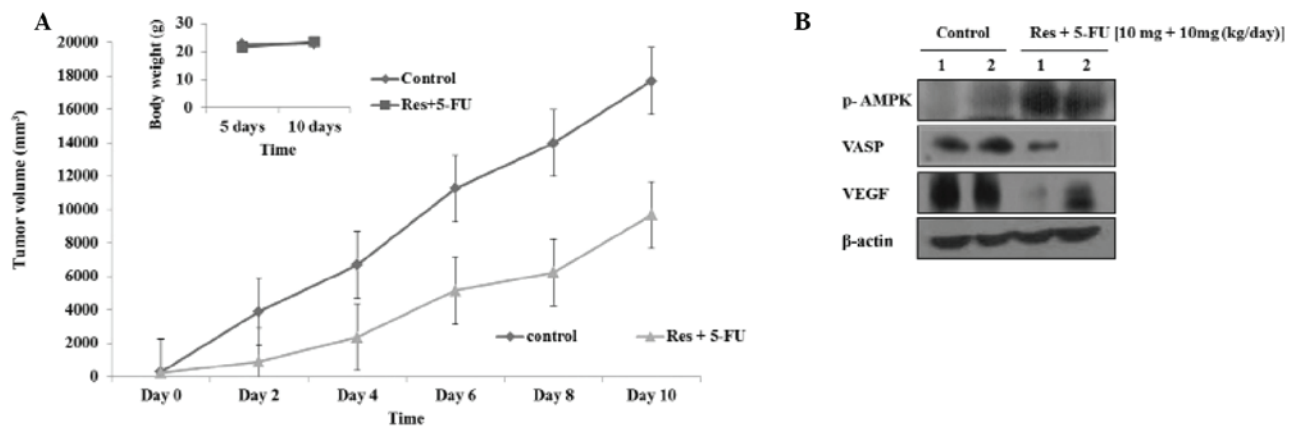 A
Body weight (g)
30
20
10
0
5 days
10 days
Time
Control
Res+5-FU
Tumor volume (mm³)
20000
18000
16000
14000
12000
10000
8000
6000
4000
2000
0
control
Res + 5-FU
Day 0
Day 2
Day 4
Day 6
Day 8
Day 10
Time
B
Control
Res + 5-FU [10 mg + 10mg (kg/day)]
1 2 1 2
p- AMPK
VASP
VEGF
β-actin